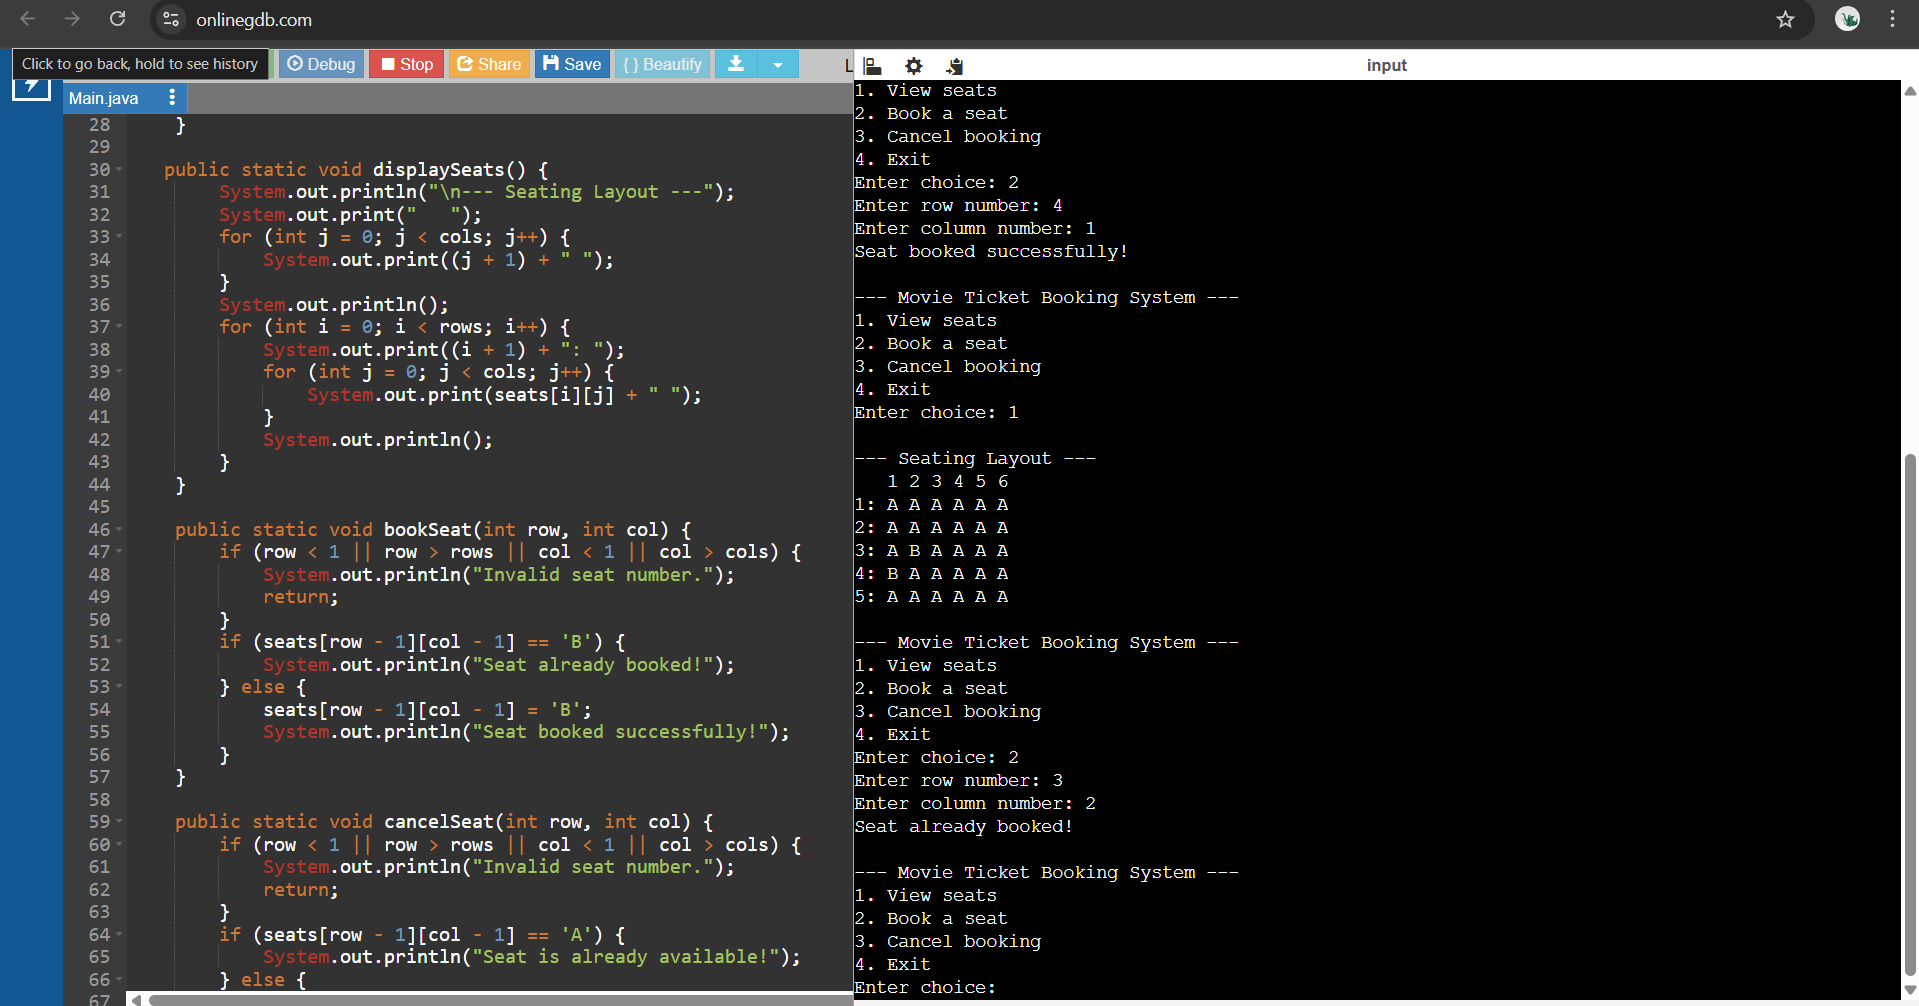 onlinegdb.com
Click to go back, hold to see history
Debug
Stop
Share
Save
{ } Beautify
L
input
Main.java
28     }
29
30    public static void displaySeats() {
31         System.out.println("\n--- Seating Layout ---");
32         System.out.print("   ");
33         for (int j = 0; j < cols; j++) {
34             System.out.print((j + 1) + " ");
35         }
36         System.out.println();
37         for (int i = 0; i < rows; i++) {
38             System.out.print((i + 1) + ": ");
39             for (int j = 0; j < cols; j++) {
40                 System.out.print(seats[i][j] + " ");
41             }
42             System.out.println();
43         }
44     }
45
46     public static void bookSeat(int row, int col) {
47         if (row < 1 || row > rows || col < 1 || col > cols) {
48             System.out.println("Invalid seat number.");
49             return;
50         }
51         if (seats[row - 1][col - 1] == 'B') {
52             System.out.println("Seat already booked!");
53         } else {
54             seats[row - 1][col - 1] = 'B';
55             System.out.println("Seat booked successfully!");
56         }
57     }
58
59     public static void cancelSeat(int row, int col) {
60         if (row < 1 || row > rows || col < 1 || col > cols) {
61             System.out.println("Invalid seat number.");
62             return;
63         }
64         if (seats[row - 1][col - 1] == 'A') {
65             System.out.println("Seat is already available!");
66         } else {
67
1. View seats
2. Book a seat
3. Cancel booking
4. Exit
Enter choice: 2
Enter row number: 4
Enter column number: 1
Seat booked successfully!

--- Movie Ticket Booking System ---
1. View seats
2. Book a seat
3. Cancel booking
4. Exit
Enter choice: 1

--- Seating Layout ---
   1 2 3 4 5 6
1: A A A A A A
2: A A A A A A
3: A B A A A A
4: B A A A A A
5: A A A A A A

--- Movie Ticket Booking System ---
1. View seats
2. Book a seat
3. Cancel booking
4. Exit
Enter choice: 2
Enter row number: 3
Enter column number: 2
Seat already booked!

--- Movie Ticket Booking System ---
1. View seats
2. Book a seat
3. Cancel booking
4. Exit
Enter choice: